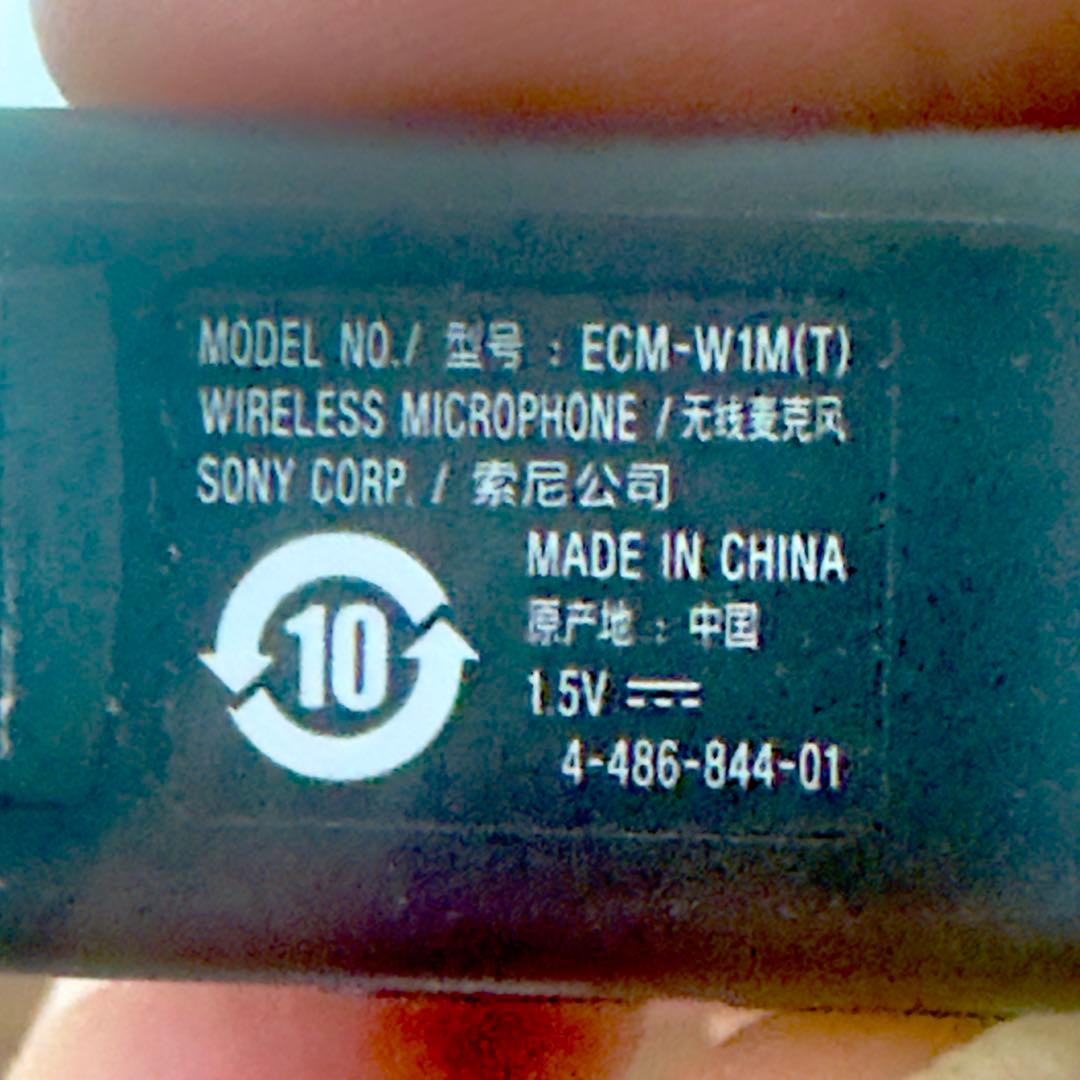 MODEL NO./ 型号 : ECM-W1M(T)
WIRELESS MICROPHONE / 无线麦克风
SONY CORP. / 索尼公司
10
MADE IN CHINA
原产地 : 中国
1.5V ⎓
4-486-844-01